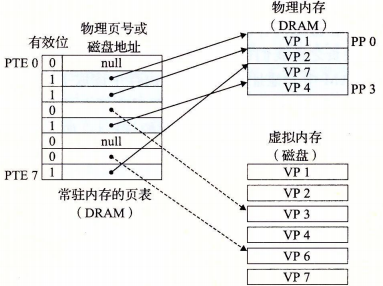 物理页号或
磁盘地址
有效位
PTE 0
0
null
1
1
0
1
0
null
0
PTE 7
1
常驻内存的页表
（DRAM）
物理内存
（DRAM）
VP 1
PP 0
VP 2
VP 7
VP 4
PP 3
虚拟内存
（磁盘）
VP 1
VP 2
VP 3
VP 4
VP 6
VP 7